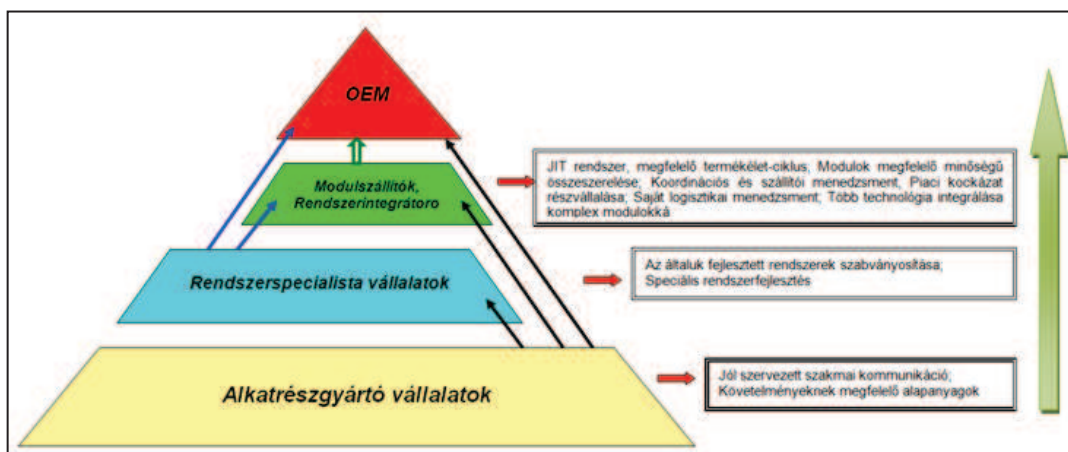 OEM
Modulszállítók,
Rendszerintegrátoro
JIT rendszer, megfelelő termékélet-ciklus, Modulok megfelelő minőségű
összeszerelése; Koordinációs és szállítói menedzsment, Piaci kockázat
részvállalása; Saját logisztikai menedzsment; Több technológia integrálása
komplex modulokká
Rendszerspecialista vállalatok
Az általuk fejlesztett rendszerek szabványosítása;
Speciális rendszerfejlesztés
Alkatrészgyártó vállalatok
Jól szervezett szakmai kommunikáció;
Követelményeknek megfelelő alapanyagok